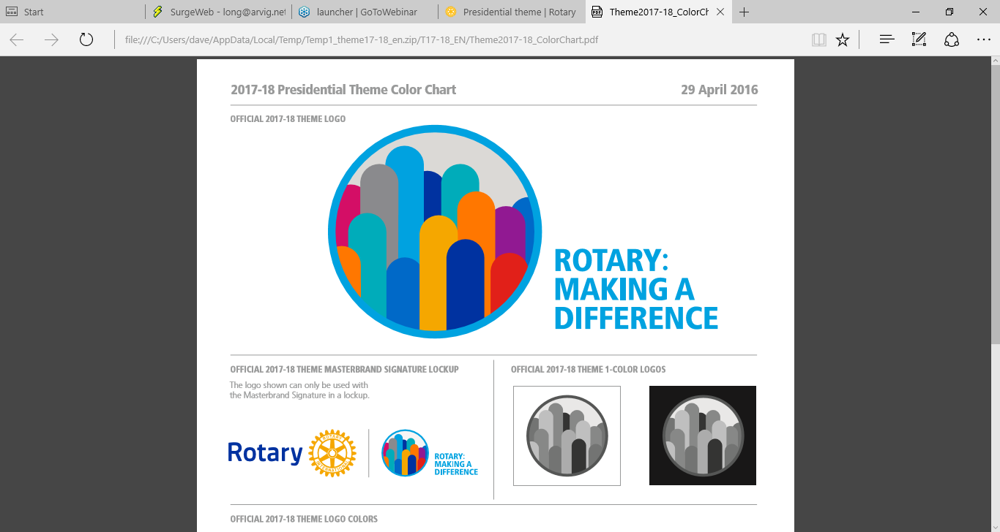 Start
SurgeWeb - long@arvig.net
launcher | GoToWebinar
Presidential theme | Rotary
Theme2017-18_ColorCh
file:///C:/Users/dave/AppData/Local/Temp/Temp1_theme17-18_en.zip/T17-18_EN/Theme2017-18_ColorChart.pdf
2017-18 Presidential Theme Color Chart
29 April 2016
OFFICIAL 2017-18 THEME LOGO
ROTARY:
MAKING A
DIFFERENCE
OFFICIAL 2017-18 THEME MASTERBRAND SIGNATURE LOCKUP
The logo shown can only be used with
the Masterbrand Signature in a lockup.
Rotary
ROTARY
INTERNATIONAL
ROTARY:
MAKING A
DIFFERENCE
OFFICIAL 2017-18 THEME 1-COLOR LOGOS
OFFICIAL 2017-18 THEME LOGO COLORS